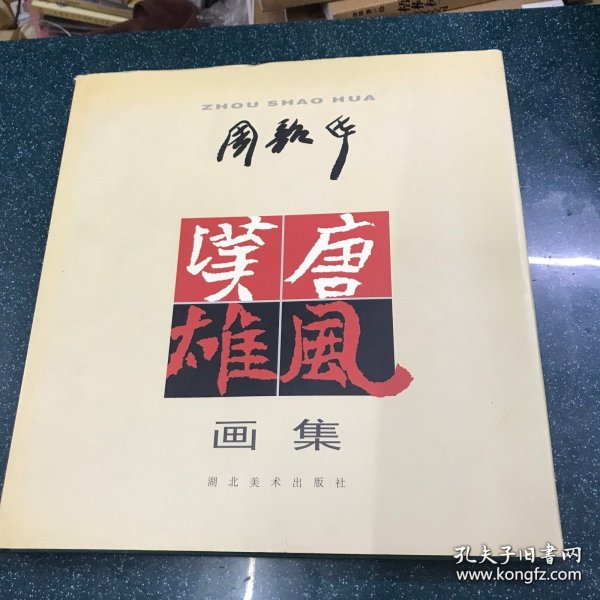 ZHOU SHAO HUA
周韶华
漢唐
雄風
画集
湖北美术出版社
孔夫子旧书网
www.kongfz.com